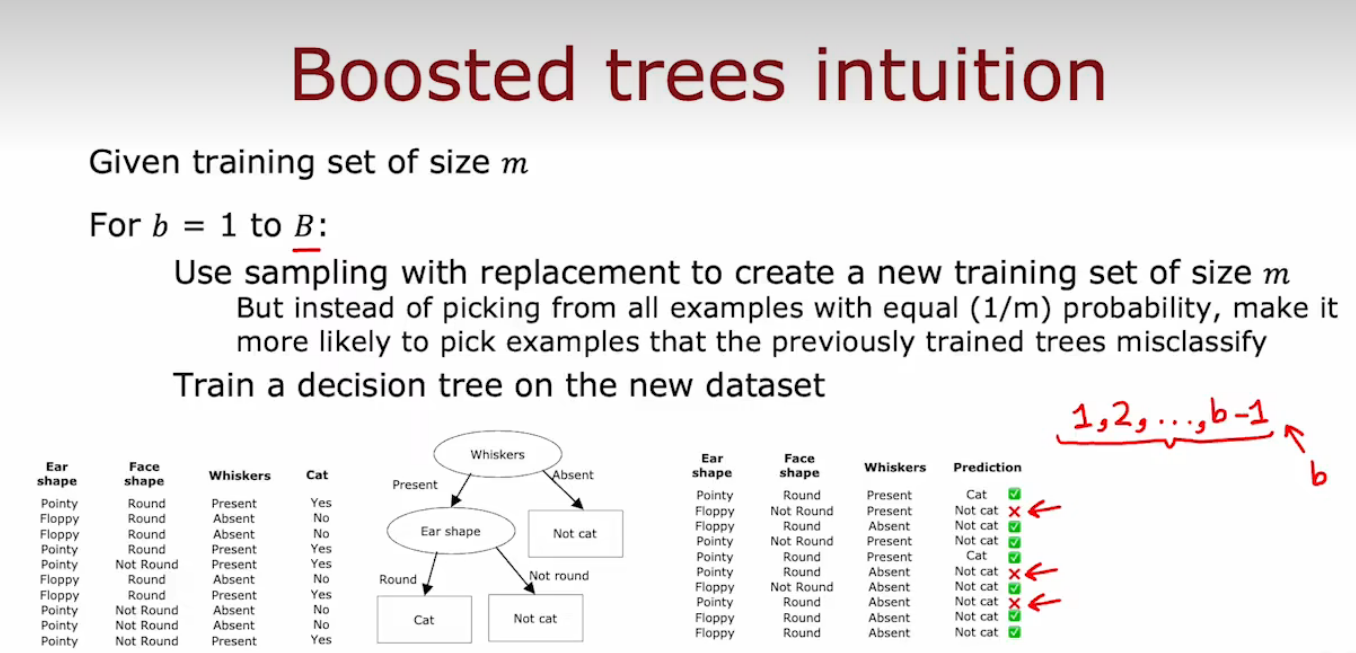 Boosted trees intuition
Given training set of size m
For b = 1 to B:
Use sampling with replacement to create a new training set of size m
But instead of picking from all examples with equal (1/m) probability, make it
more likely to pick examples that the previously trained trees misclassify
Train a decision tree on the new dataset
1,2, ...,b-1
b
Ear shape Face shape Whiskers Cat
Pointy Round Present Yes
Floppy Round Absent No
Floppy Round Absent No
Pointy Round Present Yes
Pointy Not Round Present Yes
Floppy Round Absent No
Floppy Round Present Yes
Pointy Not Round Absent No
Pointy Not Round Absent No
Pointy Not Round Present Yes
Whiskers
Present
Absent
Ear shape
Not cat
Round
Not round
Cat
Not cat
Ear shape Face shape Whiskers Prediction
Pointy Round Present Cat ✅
Floppy Not Round Present Not cat ×
Floppy Round Absent Not cat ✅
Pointy Not Round Present Not cat ✅
Pointy Round Present Cat ✅
Pointy Round Absent Not cat ×
Floppy Not Round Absent Not cat ✅
Pointy Round Absent Not cat ×
Floppy Round Absent Not cat ✅
Floppy Round Absent Not cat ✅